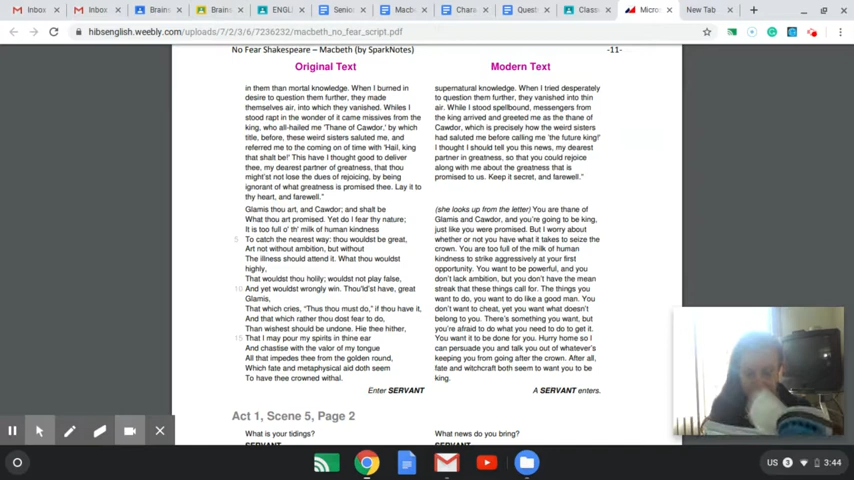 Inbox
Inbox
Brains
Brains
ENGLI
Senior
Macbe
Chara
Quest
Classr
Micros
New Tab
hibsenglish.weebly.com/uploads/7/2/3/6/7236232/macbeth_no_fear_script.pdf
No Fear Shakespeare – Macbeth (by SparkNotes)
-11-
Original Text
in them than mortal knowledge. When I burned in
desire to question them further, they made
themselves air, into which they vanished. Whiles I
stood rapt in the wonder of it came missives from the
king, who all-hailed me 'Thane of Cawdor,' by which
title, before, these weird sisters saluted me, and
referred me to the coming on of time with 'Hail, king
that shalt be!' This have I thought good to deliver
thee, my dearest partner of greatness, that thou
might'st not lose the dues of rejoicing, by being
ignorant of what greatness is promised thee. Lay it to
thy heart, and farewell."
Glamis thou art, and Cawdor; and shalt be
What thou art promised. Yet do I fear thy nature;
It is too full o' th' milk of human kindness
5 To catch the nearest way: thou wouldst be great,
Art not without ambition, but without
The illness should attend it. What thou wouldst
highly,
That wouldst thou holily; wouldst not play false,
10 And yet wouldst wrongly win. Thou'ld'st have, great
Glamis,
That which cries, "Thus thou must do," if thou have it,
And that which rather thou dost fear to do,
Than wishest should be undone. Hie thee hither,
15 That I may pour my spirits in thine ear
And chastise with the valor of my tongue
All that impedes thee from the golden round,
Which fate and metaphysical aid doth seem
To have thee crowned withal.
Enter SERVANT
Modern Text
supernatural knowledge. When I tried desperately
to question them further, they vanished into thin
air. While I stood spellbound, messengers from
the king arrived and greeted me as the thane of
Cawdor, which is precisely how the weird sisters
had saluted me before calling me 'the future king!'
I thought I should tell you this news, my dearest
partner in greatness, so that you could rejoice
along with me about the greatness that is
promised to us. Keep it secret, and farewell."
(she looks up from the letter) You are thane of
Glamis and Cawdor, and you're going to be king,
just like you were promised. But I worry about
whether or not you have what it takes to seize the
crown. You are too full of the milk of human
kindness to strike aggressively at your first
opportunity. You want to be powerful, and you
don't lack ambition, but you don't have the mean
streak that these things call for. The things you
want to do, you want to do like a good man. You
don't want to cheat, yet you want what doesn't
belong to you. There's something you want, but
you're afraid to do what you need to do to get it.
You want it to be done for you. Hurry home so I
can persuade you and talk you out of whatever's
keeping you from going after the crown. After all,
fate and witchcraft both seem to want you to be
king.
A SERVANT enters.
Act 1, Scene 5, Page 2
What is your tidings?
What news do you bring?
US 3 3:44